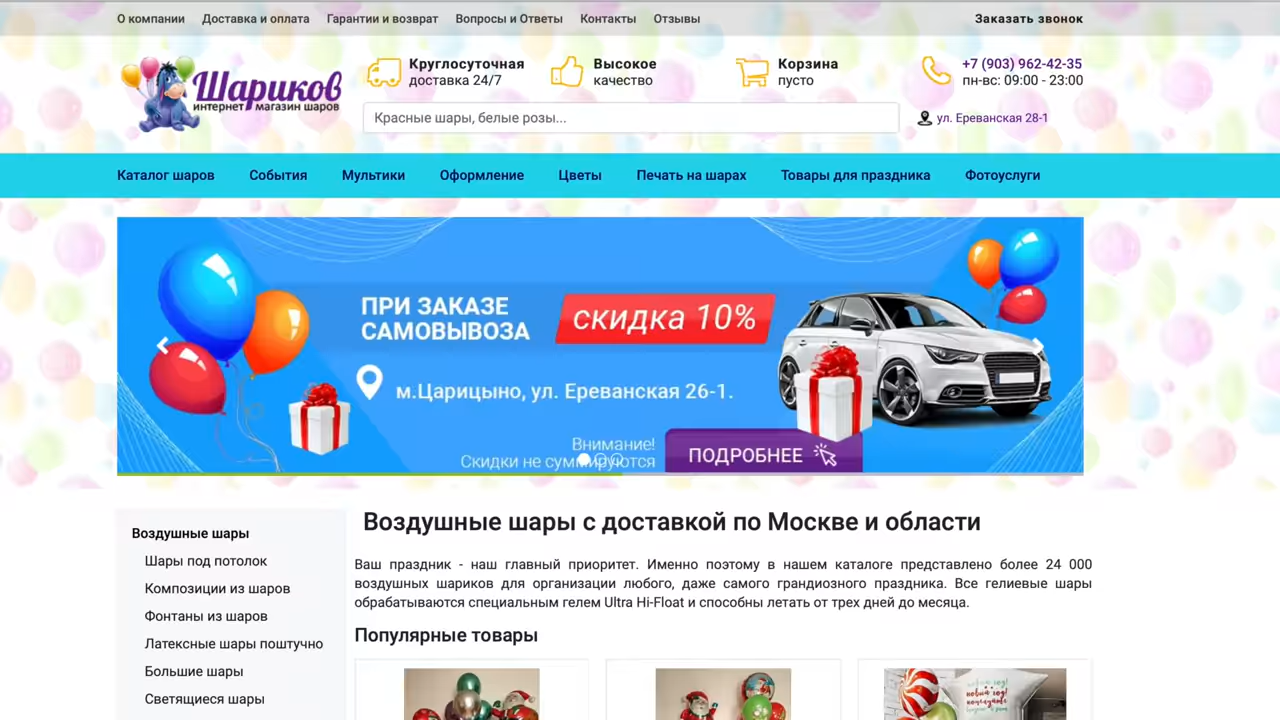 О компании Доставка и оплата Гарантии и возврат Вопросы и Ответы Контакты Отзывы Заказать звонок
Шариков
интернет магазин шаров
Круглосуточная
доставка 24/7
Высокое
качество
Корзина
пусто
+7 (903) 962-42-35
пн-вс: 09:00 - 23:00
Красные шары, белые розы...
ул. Ереванская 28-1
Каталог шаров События Мультики Оформление Цветы Печать на шарах Товары для праздника Фотоуслуги
ПРИ ЗАКАЗЕ
САМОВЫВОЗА
скидка 10%
м.Царицыно, ул. Ереванская 26-1.
Внимание!
Скидки не суммируются
ПОДРОБНЕЕ
Воздушные шары
Шары под потолок
Композиции из шаров
Фонтаны из шаров
Латексные шары поштучно
Большие шары
Светящиеся шары
Воздушные шары с доставкой по Москве и области
Ваш праздник - наш главный приоритет. Именно поэтому в нашем каталоге представлено более 24 000
воздушных шариков для организации любого, даже самого грандиозного праздника. Все гелиевые шары
обрабатываются специальным гелем Ultra Hi-Float и способны летать от трех дней до месяца.
Популярные товары